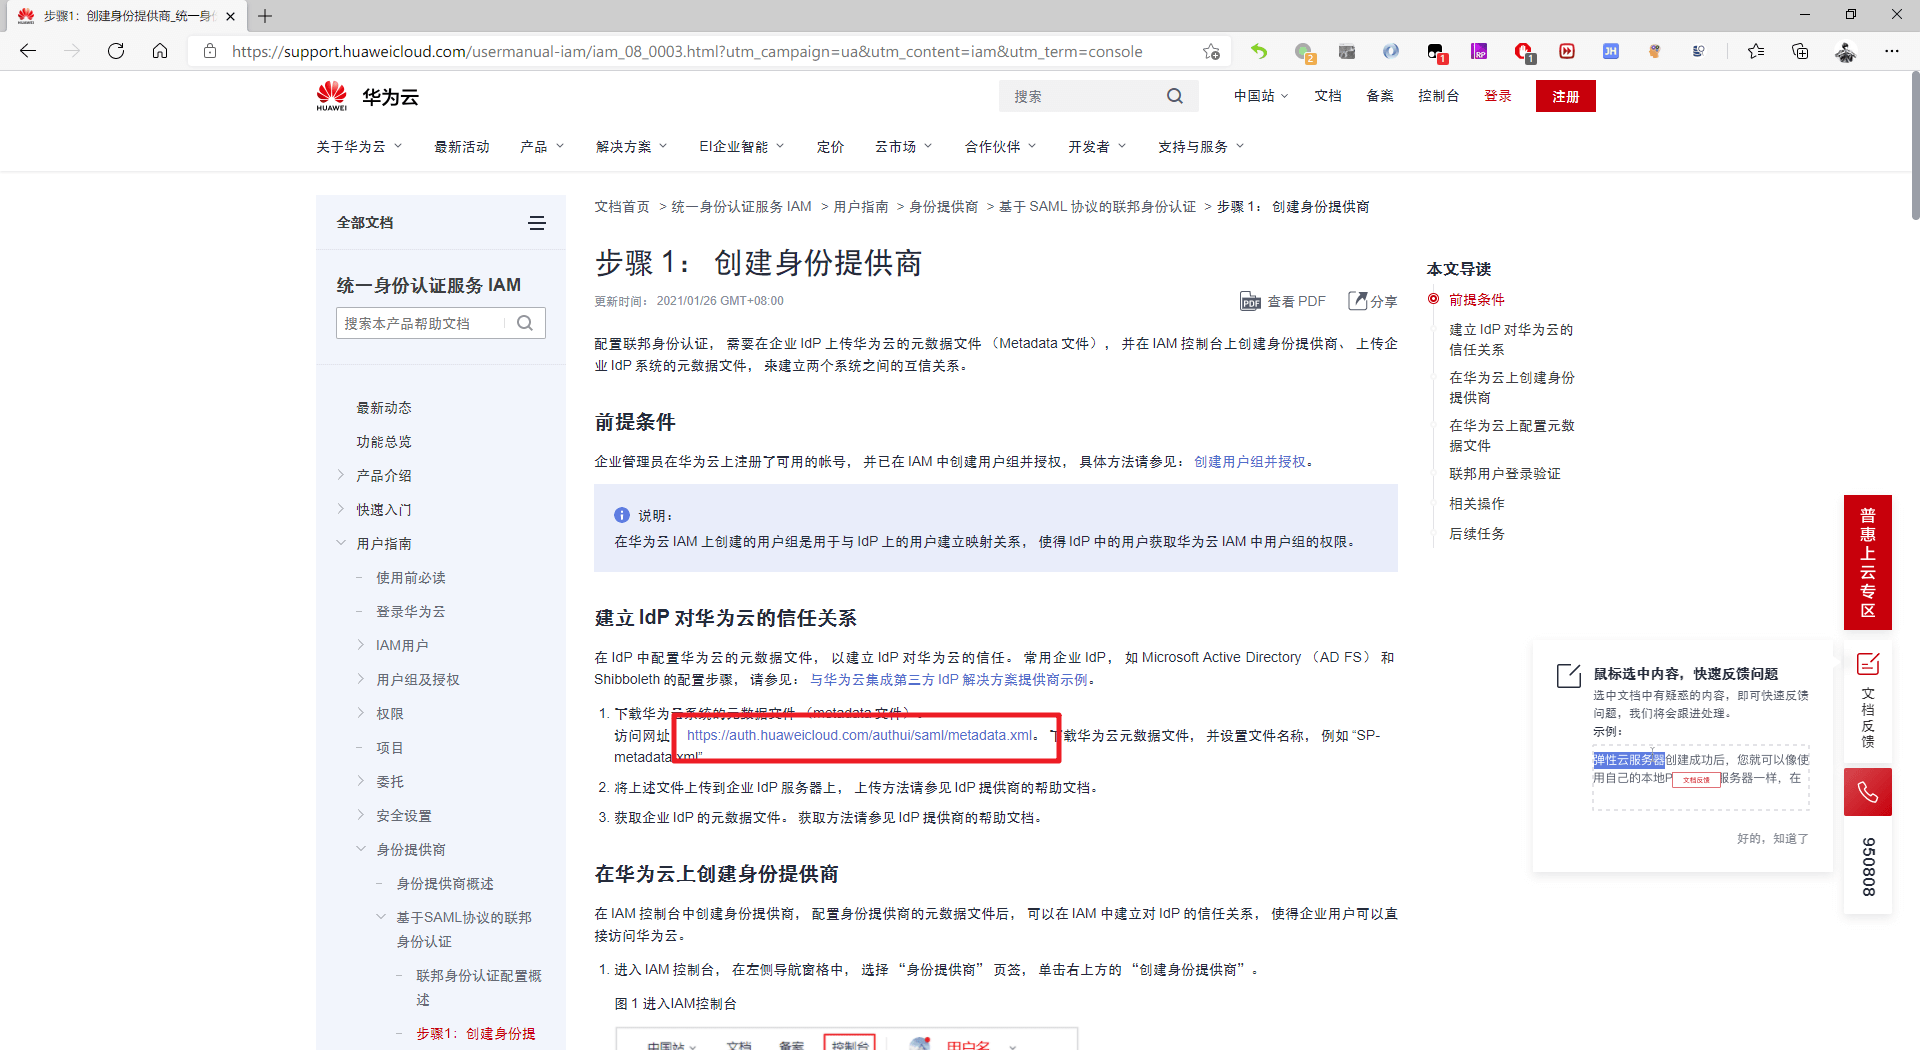 步骤1：创建身份提供商_统一身份
https://support.huaweicloud.com/usermanual-iam/iam_08_0003.html?utm_campaign=ua&utm_content=iam&utm_term=console
2
1
RP
1
JH
HUAWEI
华为云
搜索
中国站
文档
备案
控制台
登录
注册
关于华为云
最新活动
产品
解决方案
EI企业智能
定价
云市场
合作伙伴
开发者
支持与服务
全部文档
统一身份认证服务 IAM
搜索本产品帮助文档
最新动态
功能总览
产品介绍
快速入门
用户指南
使用前必读
登录华为云
IAM用户
用户组及授权
权限
项目
委托
安全设置
身份提供商
身份提供商概述
基于SAML协议的联邦
身份认证
联邦身份认证配置概
述
步骤1：创建身份提
文档首页 > 统一身份认证服务 IAM > 用户指南 > 身份提供商 > 基于 SAML 协议的联邦身份认证 > 步骤 1： 创建身份提供商
步骤 1： 创建身份提供商
更新时间： 2021/01/26 GMT+08:00
PDF 查看 PDF
分享
配置联邦身份认证， 需要在企业 IdP 上传华为云的元数据文件 （Metadata 文件）， 并在 IAM 控制台上创建身份提供商、 上传企
业 IdP 系统的元数据文件， 来建立两个系统之间的互信关系。
前提条件
企业管理员在华为云上注册了可用的帐号， 并已在 IAM 中创建用户组并授权， 具体方法请参见： 创建用户组并授权。
说明：
在华为云 IAM 上创建的用户组是用于与 IdP 上的用户建立映射关系， 使得 IdP 中的用户获取华为云 IAM 中用户组的权限。
建立 IdP 对华为云的信任关系
在 IdP 中配置华为云的元数据文件， 以建立 IdP 对华为云的信任。 常用企业 IdP， 如 Microsoft Active Directory （AD FS） 和
Shibboleth 的配置步骤， 请参见： 与华为云集成第三方 IdP 解决方案提供商示例。
1. 下载华为云系统的元数据文件 （metadata 文件）。
访问网址 https://auth.huaweicloud.com/authui/saml/metadata.xml。 下载华为云元数据文件， 并设置文件名称， 例如 “SP-
metadata.xml”
2. 将上述文件上传到企业 IdP 服务器上， 上传方法请参见 IdP 提供商的帮助文档。
3. 获取企业 IdP 的元数据文件。 获取方法请参见 IdP 提供商的帮助文档。
在华为云上创建身份提供商
在 IAM 控制台中创建身份提供商， 配置身份提供商的元数据文件后， 可以在 IAM 中建立对 IdP 的信任关系， 使得企业用户可以直
接访问华为云。
1. 进入 IAM 控制台， 在左侧导航窗格中， 选择 “身份提供商” 页签， 单击右上方的 “创建身份提供商”。
图 1 进入IAM控制台
中国站
文档
备案
控制台
用户名
本文导读
前提条件
建立 IdP 对华为云的
信任关系
在华为云上创建身份
提供商
在华为云上配置元数
据文件
联邦用户登录验证
相关操作
后续任务
普惠上云专区
鼠标选中内容，快速反馈问题
选中文档中有疑惑的内容，即可快速反馈
问题，我们将会跟进处理。
示例：
弹性云服务器创建成功后，您就可以像使
用自己的本地P
文档反馈
服务器一样，在
好的，知道了
文档反馈
950808